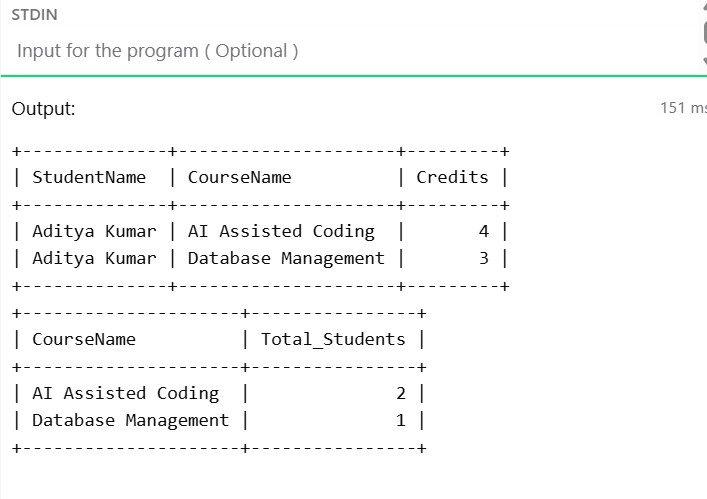 STDIN
Input for the program ( Optional )
Output:
151 ms
+--------------+---------------------+---------+
| StudentName  | CourseName          | Credits |
+--------------+---------------------+---------+
| Aditya Kumar | AI Assisted Coding  |       4 |
| Aditya Kumar | Database Management |       3 |
+--------------+---------------------+---------+
+---------------------+----------------+
| CourseName          | Total_Students |
+---------------------+----------------+
| AI Assisted Coding  |              2 |
| Database Management |              1 |
+---------------------+----------------+